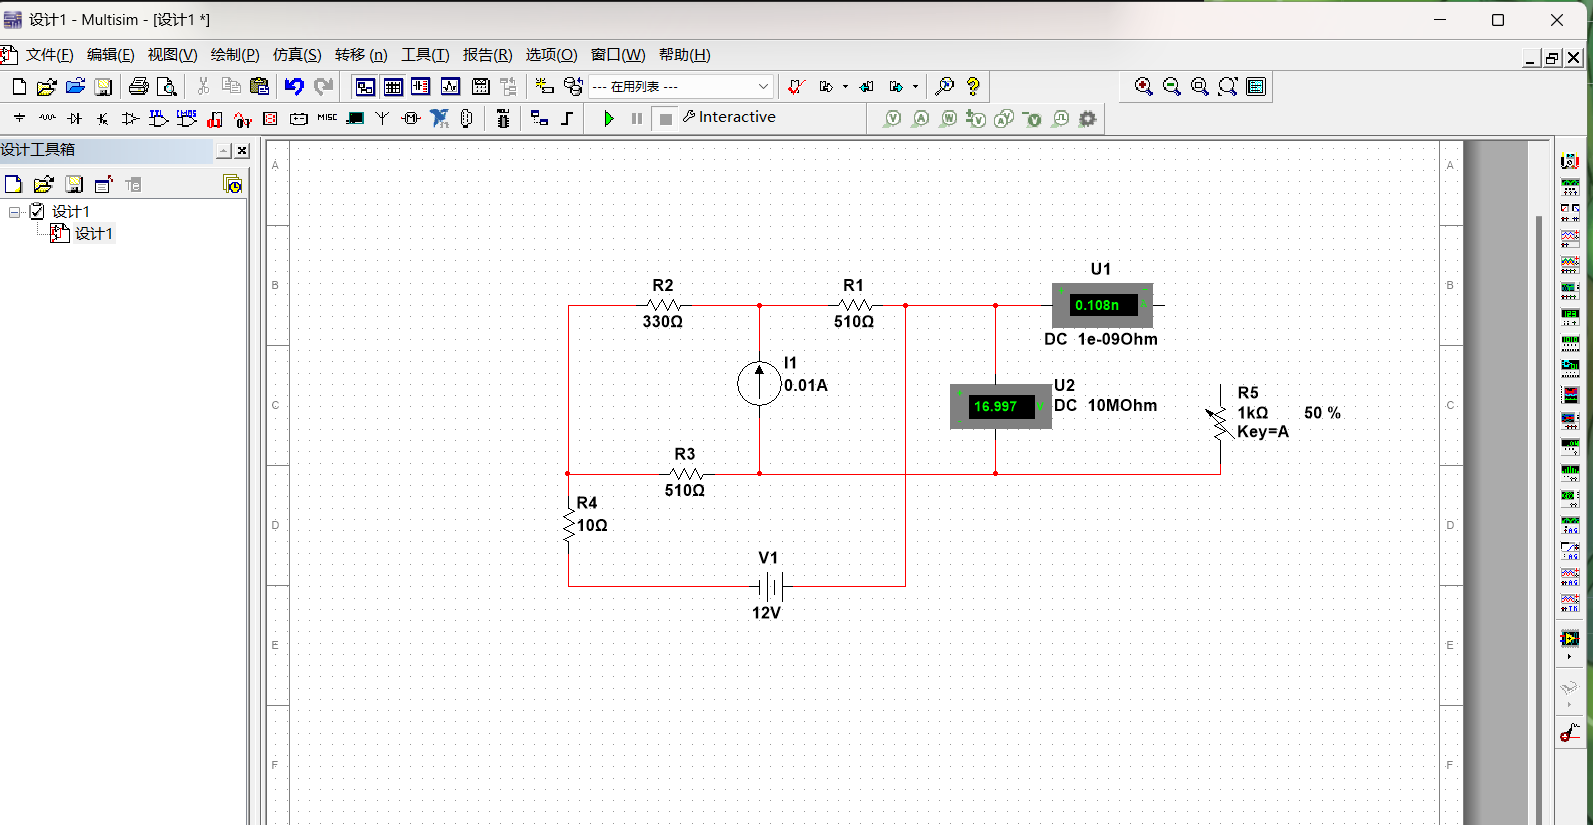 设计1 - Multisim - [设计1 *]
文件(F) 编辑(E) 视图(V) 绘制(P) 仿真(S) 转移 (n) 工具(T) 报告(R) 选项(O) 窗口(W) 帮助(H)
--- 在用列表 ---
MISC
Interactive
设计工具箱
设计1
设计1
A
A
B
B
C
C
D
D
E
E
F
F
U1
R2
R1
0.108n
A
330Ω
510Ω
DC 1e-09Ohm
I1
0.01A
U2
16.997
V
DC 10MOhm
R5
1kΩ
50 %
Key=A
R3
510Ω
R4
10Ω
V1
12V